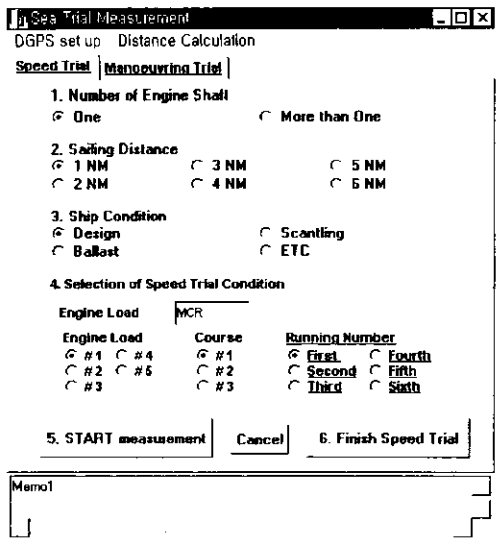 Sea Trial Measurement
DGPS set up Distance Calculation
Speed Trial Manoeuvring Trial
1. Number of Engine Shaft
One More than One
2. Sailing Distance
1 NM 3 NM 5 NM
2 NM 4 NM 6 NM
3. Ship Condition
Design Scantling
Ballast ETC
4. Selection of Speed Trial Condition
Engine Load MCR
Engine Load Course Running Number
#1 #4 #1 First Fourth
#2 #5 #2 Second Fifth
#3 #3 Third Sixth
5. START measurement Cancel 6. Finish Speed Trial
Memo1